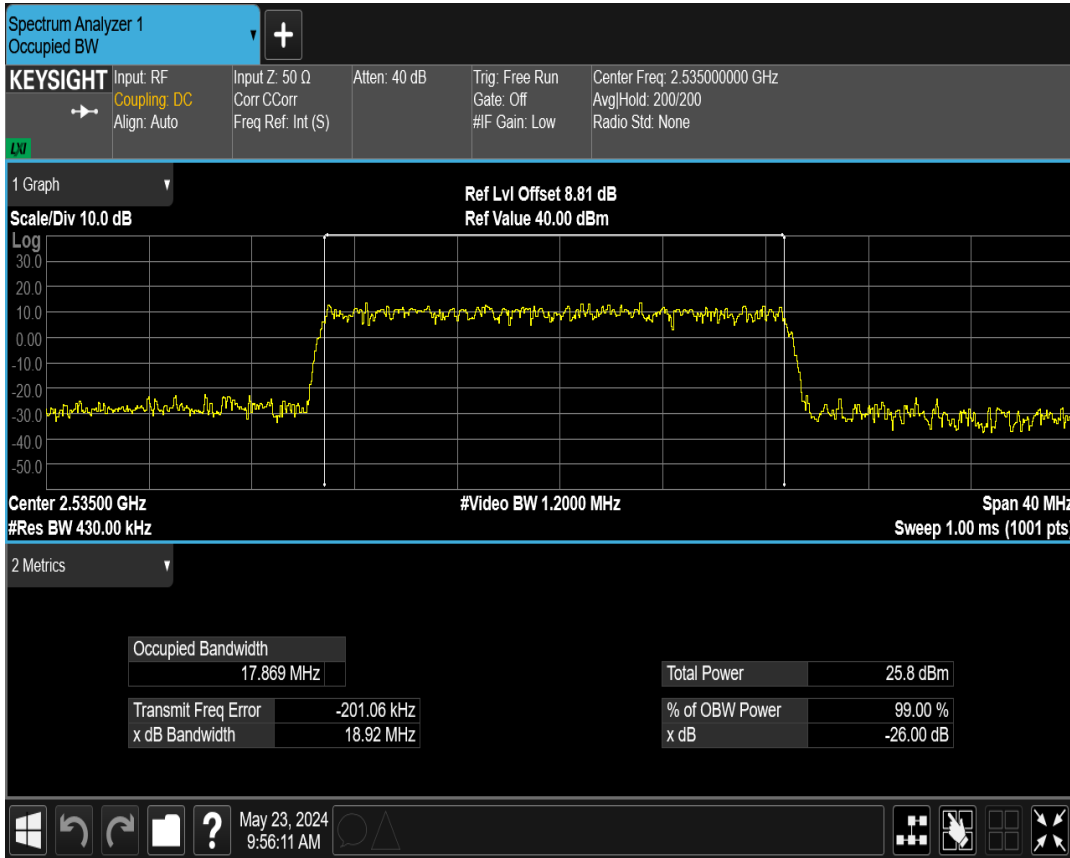 Spectrum Analyzer 1
Occupied BW
KEYSIGHT
LXI
Input: RF
Coupling: DC
Align: Auto
Input Z: 50 Ω
Corr CCorr
Freq Ref: Int (S)
Atten: 40 dB
Trig: Free Run
Gate: Off
#IF Gain: Low
Center Freq: 2.535000000 GHz
Avg|Hold: 200/200
Radio Std: None
1 Graph
Scale/Div 10.0 dB
Ref Lvl Offset 8.81 dB
Ref Value 40.00 dBm
Log
30.0
20.0
10.0
0.00
-10.0
-20.0
-30.0
-40.0
-50.0
Center 2.53500 GHz
#Video BW 1.2000 MHz
Span 40 MHz
#Res BW 430.00 kHz
Sweep 1.00 ms (1001 pts)
2 Metrics
Occupied Bandwidth
17.869 MHz
Transmit Freq Error -201.06 kHz
x dB Bandwidth 18.92 MHz
Total Power 25.8 dBm
% of OBW Power 99.00 %
x dB -26.00 dB
?
May 23, 2024
9:56:11 AM